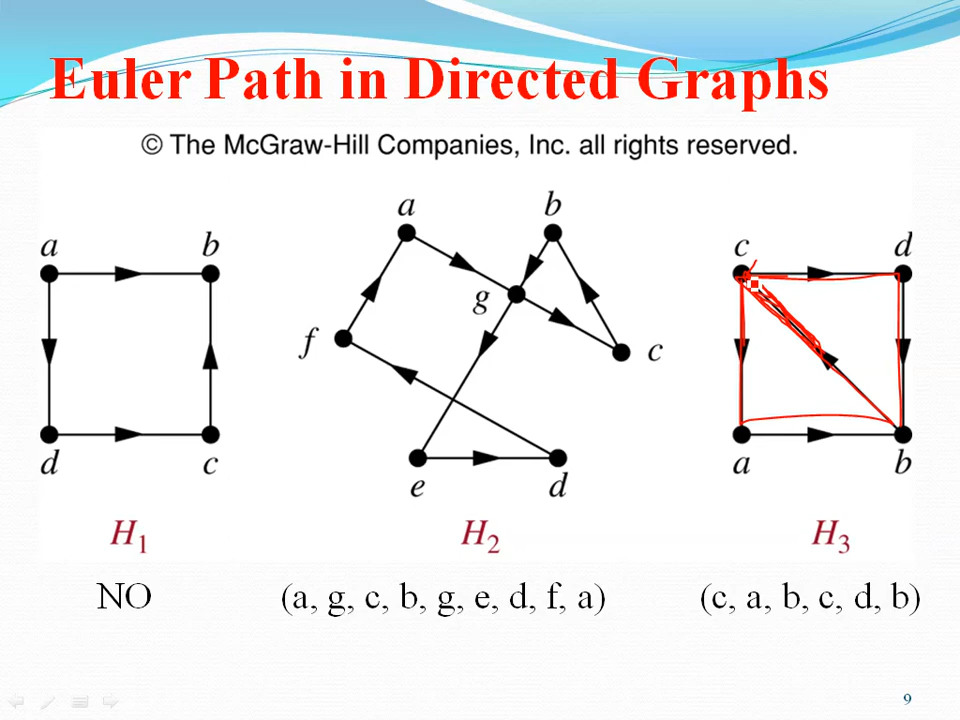 Euler Path in Directed Graphs
© The McGraw-Hill Companies, Inc. all rights reserved.
a b
d c
H1
a b
g
f c
e d
H2
c d
a b
H3
NO
(a, g, c, b, g, e, d, f, a)
(c, a, b, c, d, b)
9